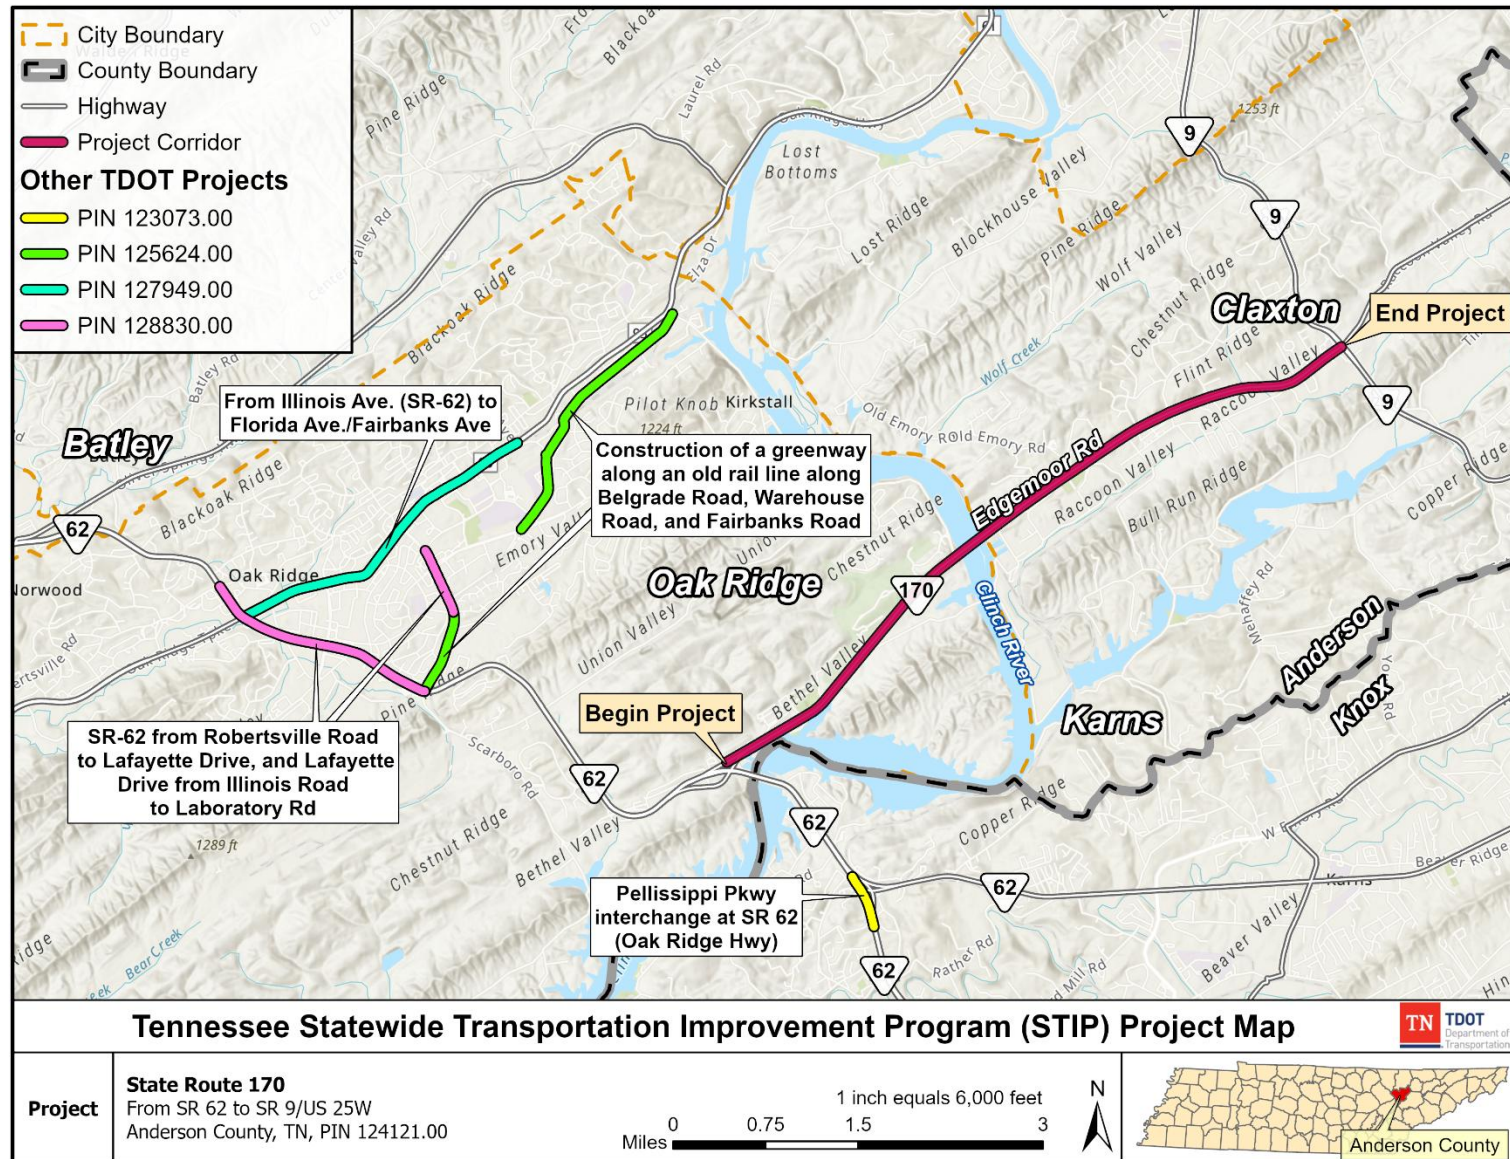 City Boundary
County Boundary
Highway
Project Corridor
Other TDOT Projects
PIN 123073.00
PIN 125624.00
PIN 127949.00
PIN 128830.00
Pine Ridge
Laurel Rd
Lost
Bottoms
Lost Ridge
Blockhouse Valley
Pine Ridge
1253 ft
9
9
Wolf Valley
Chestnut Ridge
Claxton
End Project
Flint Ridge
Wolf Creek
9
Elza Dr
Blackoak Ridge
Batley Rd
From Illinois Ave. (SR-62) to
Florida Ave./Fairbanks Ave
Pilot Knob
Kirkstall
1224 ft
Old Emory Rd
Batley
Blackoak Ridge
Construction of a greenway
along an old rail line along
Belgrade Road, Warehouse
Road, and Fairbanks Road
Edgemoor Rd
Raccoon Valley
Bull Run Ridge
Copper Ridge
62
Norwood
Oak Ridge
Chestnut Ridge
Oak Ridge
170
Clinch River
Mehaffey Rd
Union Valley
Bethel Valley
Anderson
Knox
Karns
Begin Project
SR-62 from Robertsville Road
to Lafayette Drive, and Lafayette
Drive from Illinois Road
to Laboratory Rd
Scarboro Rd
62
62
Copper Ridge
1289 ft
Chestnut Ridge
Bethel Valley
Pellissippi Pkwy
interchange at SR 62
(Oak Ridge Hwy)
62
Karns
Beaver Ridge
Beaver Valley
Bear Creek
62
Rather Rd
Tennessee Statewide Transportation Improvement Program (STIP) Project Map
TN TDOT
Department of
Transportation
Project
State Route 170
From SR 62 to SR 9/US 25W
Anderson County, TN, PIN 124121.00
1 inch equals 6,000 feet
Miles 0 0.75 1.5 3
N
Anderson County